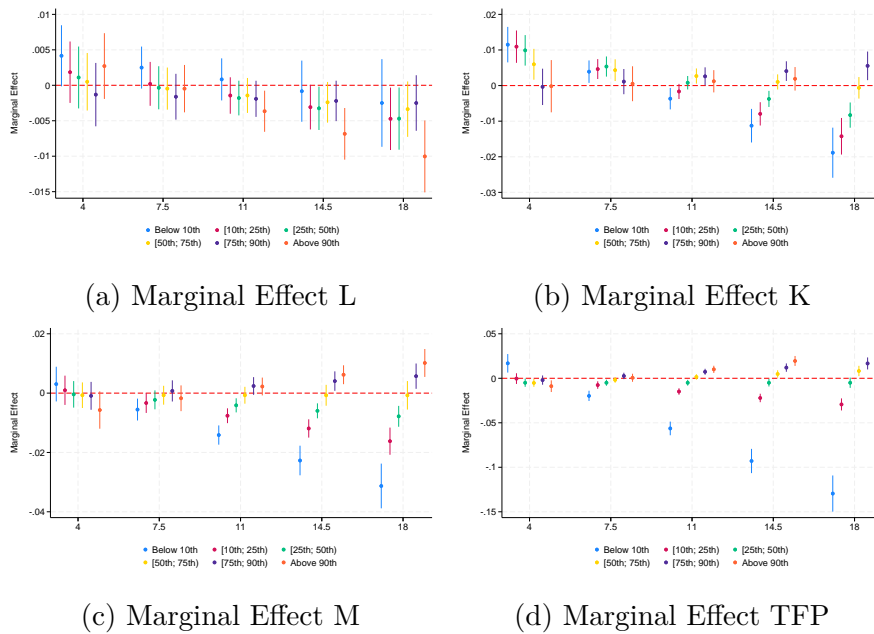 .01
.005
0
-.005
-.01
-.015
Marginal Effect
4 7.5 11 14.5 18
Below 10th [10th; 25th) [25th; 50th)
[50th; 75th) [75th; 90th) Above 90th
(a) Marginal Effect L
.02
.01
0
-.01
-.02
-.03
Marginal Effect
4 7.5 11 14.5 18
Below 10th [10th; 25th) [25th; 50th)
[50th; 75th) [75th; 90th) Above 90th
(b) Marginal Effect K
.02
0
-.02
-.04
Marginal Effect
4 7.5 11 14.5 18
Below 10th [10th; 25th) [25th; 50th)
[50th; 75th) [75th; 90th) Above 90th
(c) Marginal Effect M
.05
0
-.05
-.1
-.15
Marginal Effect
4 7.5 11 14.5 18
Below 10th [10th; 25th) [25th; 50th)
[50th; 75th) [75th; 90th) Above 90th
(d) Marginal Effect TFP